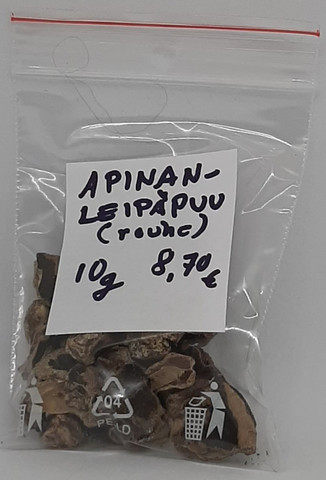 APINAN-
LEIPÄPUU
(rouhe)
10g 8,70 €
04
PE LD